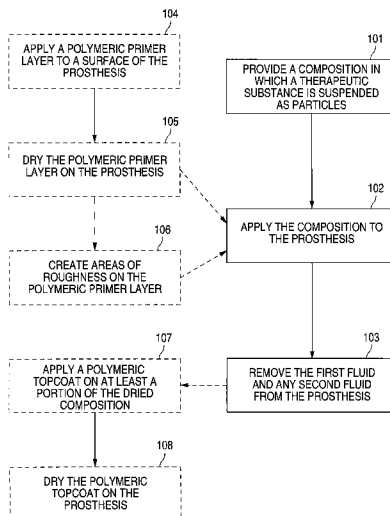 104
APPLY A POLYMERIC PRIMER
LAYER TO A SURFACE OF THE
PROSTHESIS
101
PROVIDE A COMPOSITION IN
WHICH A THERAPEUTIC
SUBSTANCE IS SUSPENDED
AS PARTICLES
105
DRY THE POLYMERIC PRIMER
LAYER ON THE PROSTHESIS
102
APPLY THE COMPOSITION TO
THE PROSTHESIS
106
CREATE AREAS OF
ROUGHNESS ON THE
POLYMERIC PRIMER LAYER
107
APPLY A POLYMERIC
TOPCOAT ON AT LEAST A
PORTION OF THE DRIED
COMPOSITION
103
REMOVE THE FIRST FLUID
AND ANY SECOND FLUID
FROM THE PROSTHESIS
108
DRY THE POLYMERIC
TOPCOAT ON THE
PROSTHESIS